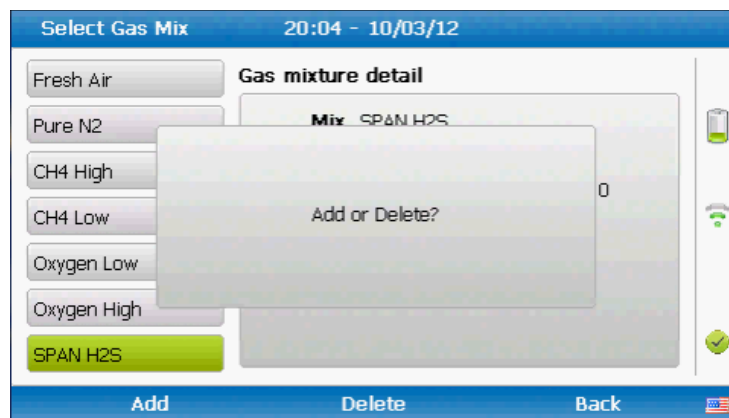 Select Gas Mix 20:04 - 10/03/12
Fresh Air
Pure N2
CH4 High
CH4 Low
Oxygen Low
Oxygen High
SPAN H2S
Gas mixture detail
Mix SPAN H2S
0
Add or Delete?
Add Delete Back